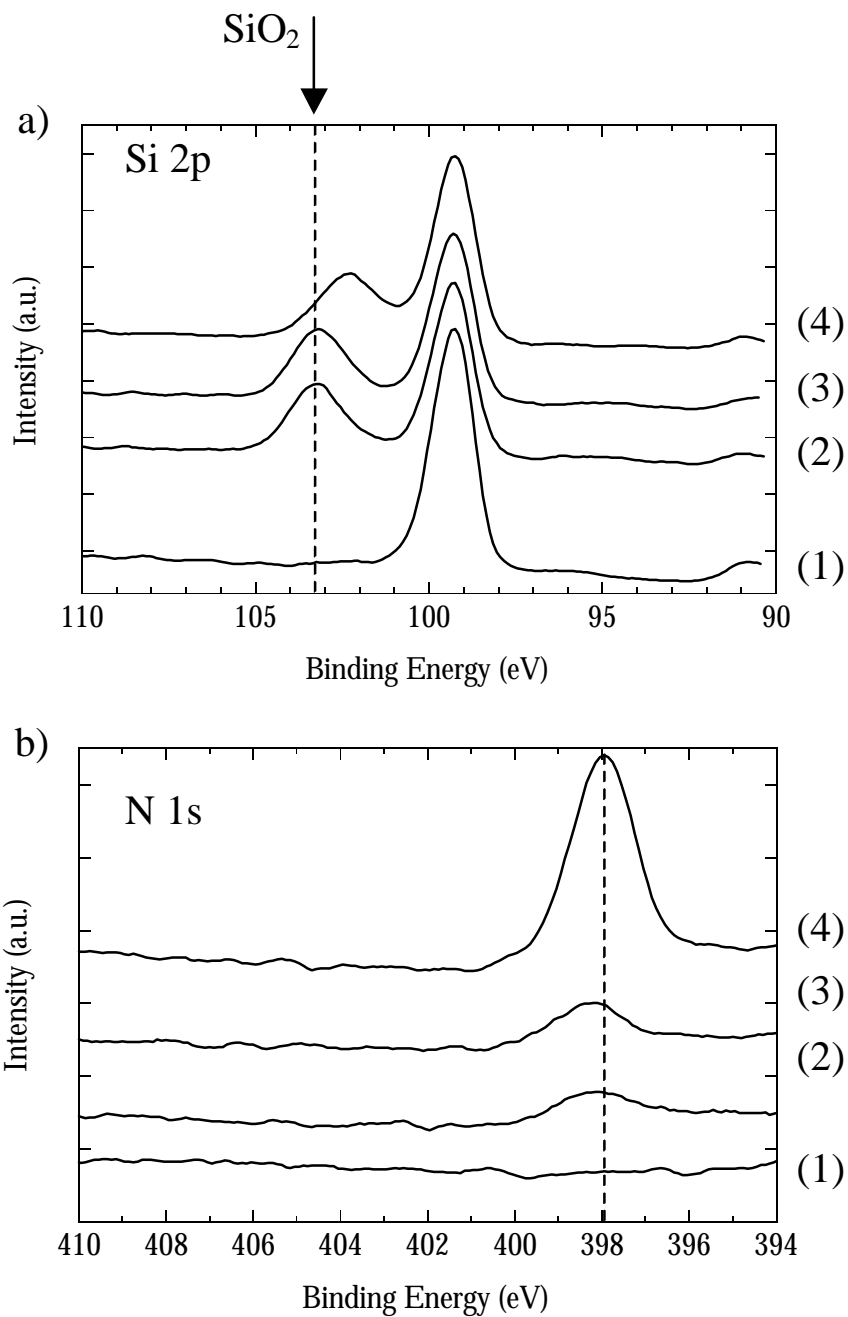 SiO₂
a)
Si 2p
Intensity (a.u.)
(4)
(3)
(2)
(1)
110 105 100 95 90
Binding Energy (eV)
b)
N 1s
Intensity (a.u.)
(4)
(3)
(2)
(1)
410 408 406 404 402 400 398 396 394
Binding Energy (eV)